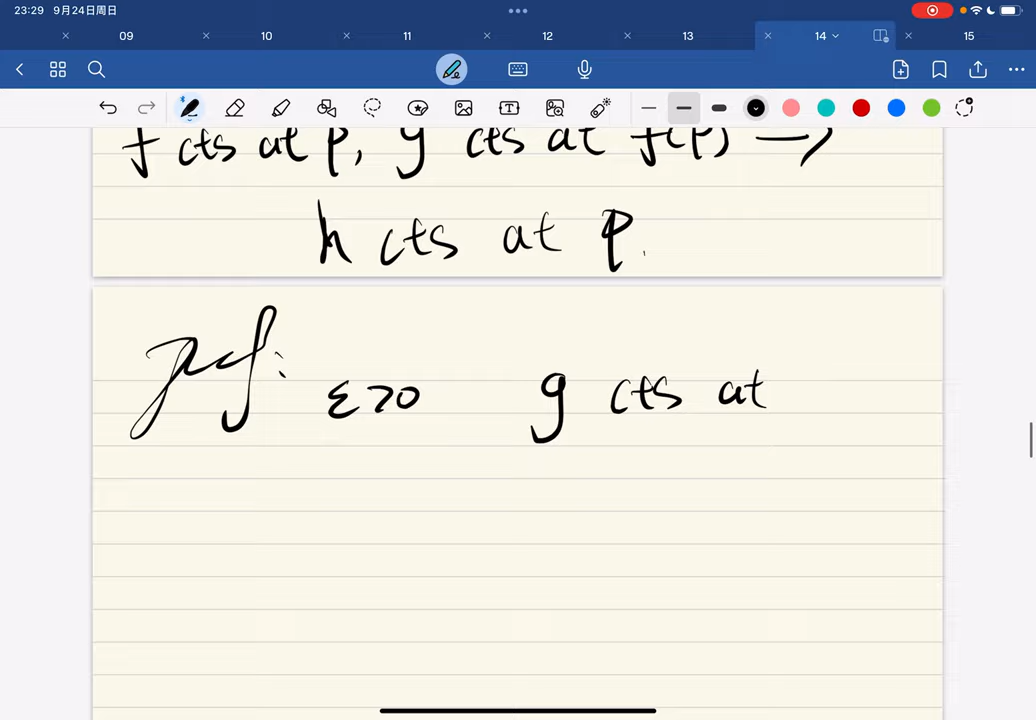 23:29 9月24日周日
09 10 11 12 13 14 15
f cts at p, g cts at f(p) →
h cts at p.
pf: ε>0 g cts at